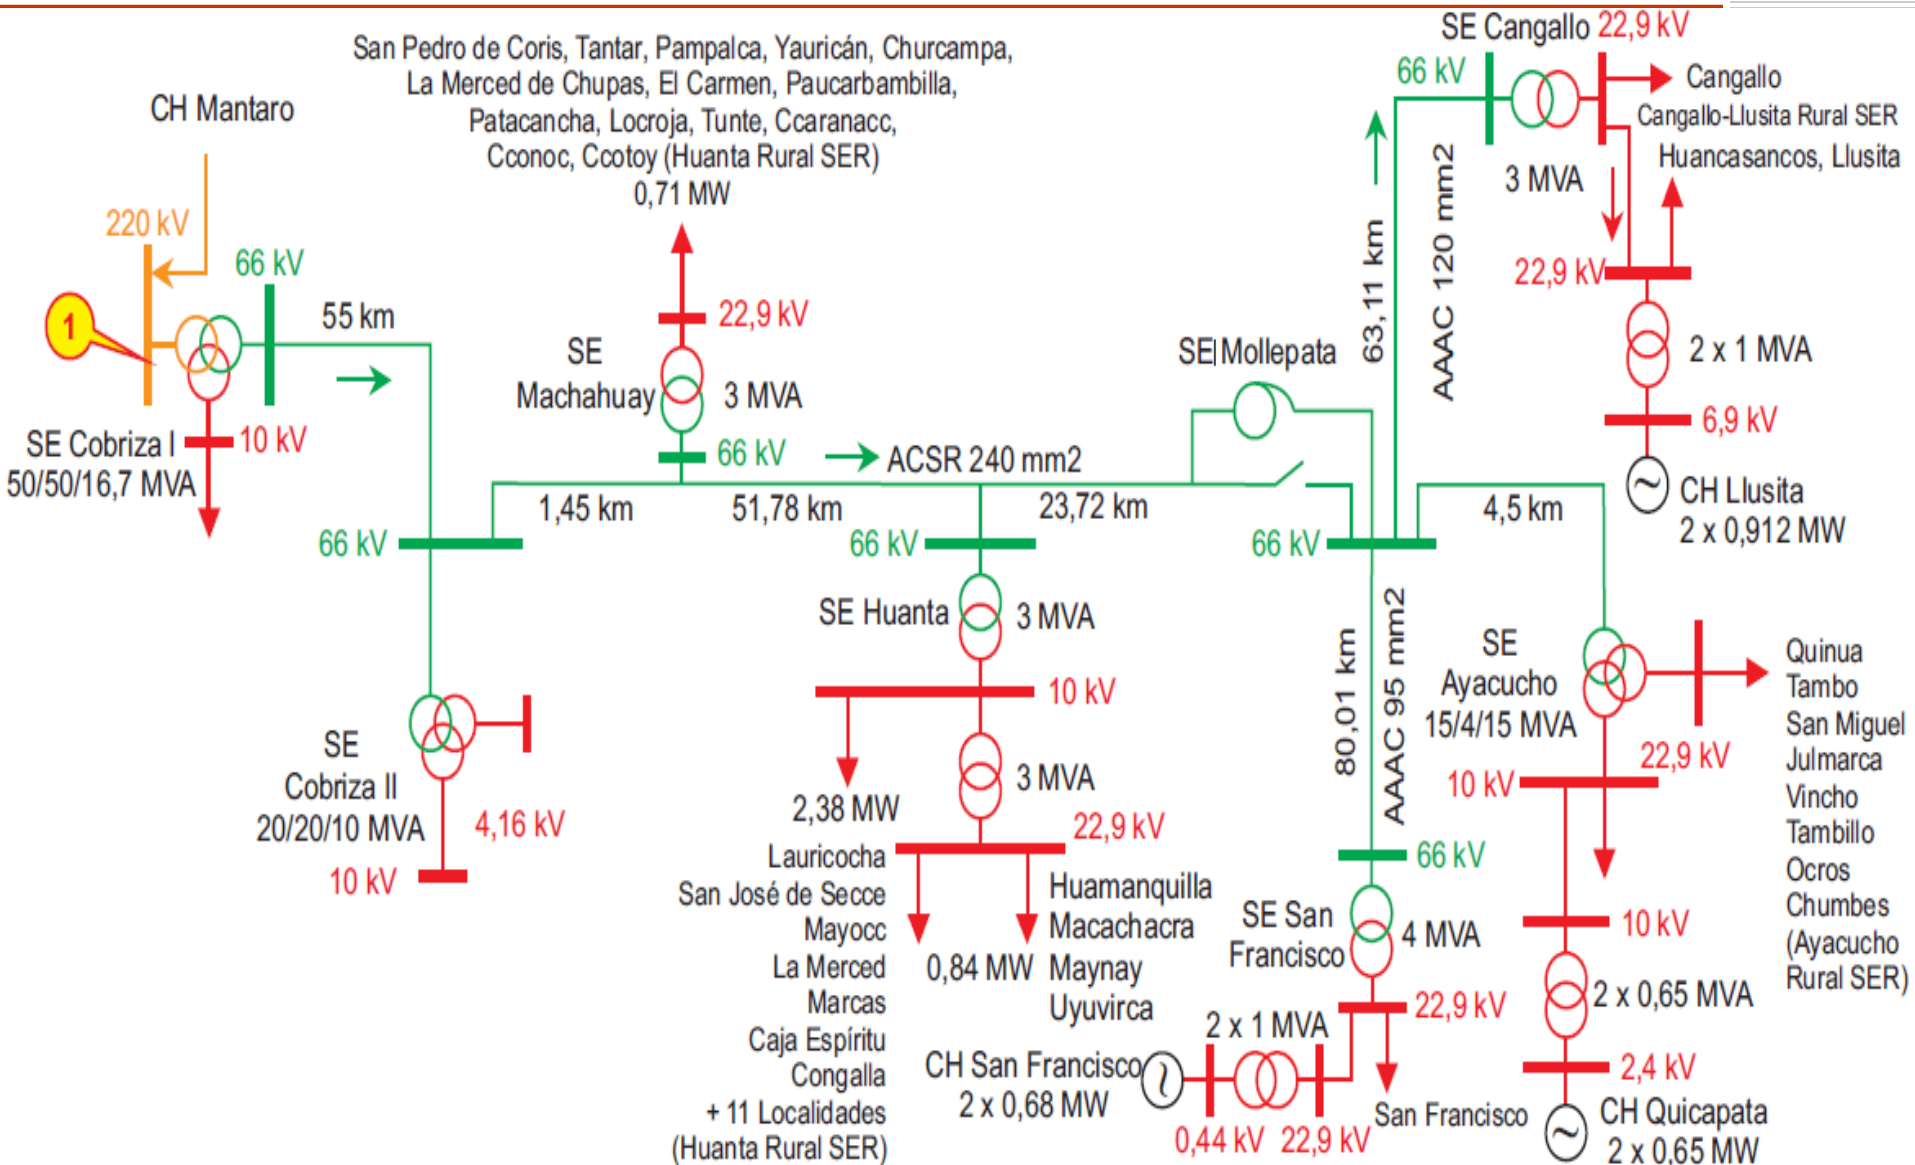 SE Cangallo 22,9 kV
San Pedro de Coris, Tantar, Pampalca, Yauricán, Churcampa,
La Merced de Chupas, El Carmen, Paucarbambilla,
Patacancha, Locroja, Tunte, Ccaranacc,
Cconoc, Ccotoy (Huanta Rural SER)
0,71 MW
66 kV
Cangallo
Cangallo-Llusita Rural SER
Huancasancos, Llusita
3 MVA
CH Mantaro
220 kV
66 kV
1
55 km
SE Cobriza I
50/50/16,7 MVA
10 kV
22,9 kV
SE
Machahuay
3 MVA
66 kV
ACSR 240 mm2
1,45 km
51,78 km
23,72 km
SE Mollepata
63,11 km
AAAC 120 mm2
22,9 kV
2 x 1 MVA
6,9 kV
CH Llusita
2 x 0,912 MW
4,5 km
66 kV
66 kV
66 kV
SE Huanta
3 MVA
10 kV
2,38 MW
3 MVA
22,9 kV
Lauricocha
San José de Secce
Mayocc
La Merced
Marcas
Caja Espíritu
Congalla
+ 11 Localidades
(Huanta Rural SER)
0,84 MW
Huamanquilla
Macachacra
Maynay
Uyuvirca
SE
Cobriza II
20/20/10 MVA
4,16 kV
10 kV
80,01 km
AAAC 95 mm2
66 kV
SE San
Francisco
4 MVA
22,9 kV
2 x 1 MVA
CH San Francisco
2 x 0,68 MW
0,44 kV
22,9 kV
San Francisco
SE
Ayacucho
15/4/15 MVA
22,9 kV
10 kV
Quinua
Tambo
San Miguel
Julmarca
Vincho
Tambillo
Ocros
Chumbes
(Ayacucho
Rural SER)
10 kV
2 x 0,65 MVA
2,4 kV
CH Quicapata
2 x 0,65 MW